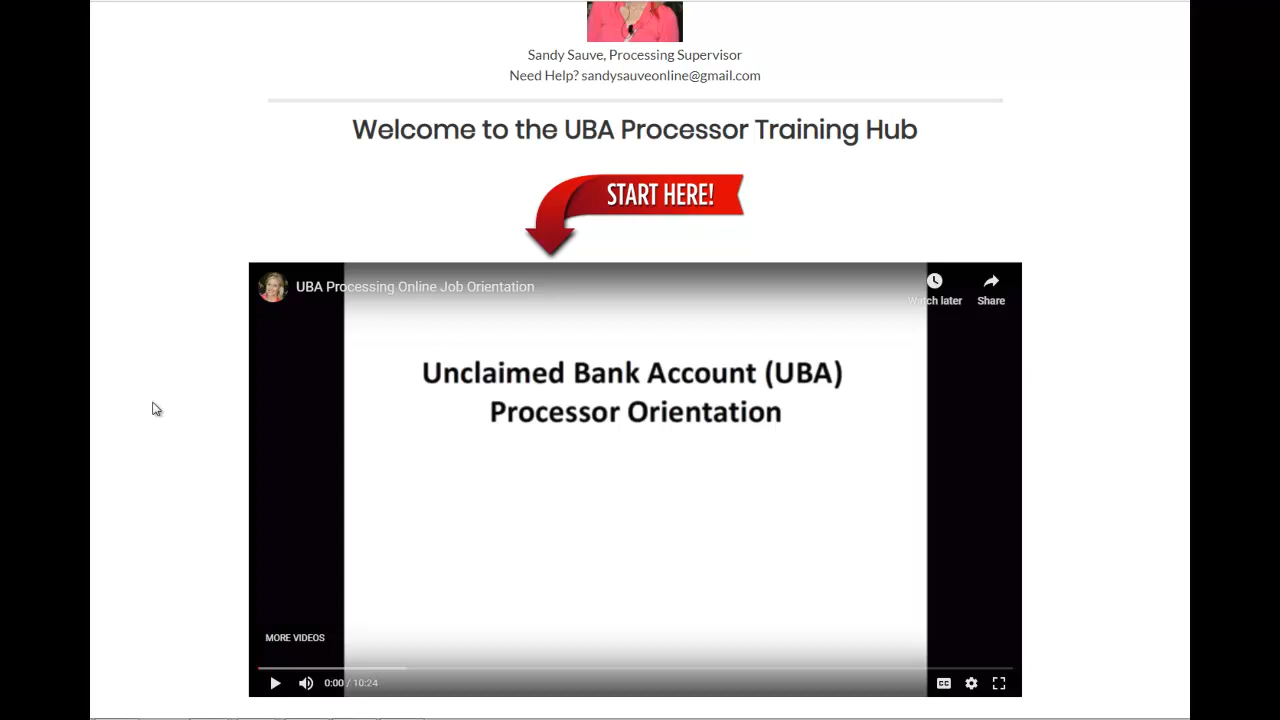 Sandy Sauve, Processing Supervisor
Need Help? sandysauveonline@gmail.com
Welcome to the UBA Processor Training Hub
START HERE!
UBA Processing Online Job Orientation
Watch later
Share
Unclaimed Bank Account (UBA)
Processor Orientation
MORE VIDEOS
0:00 / 10:24
CC